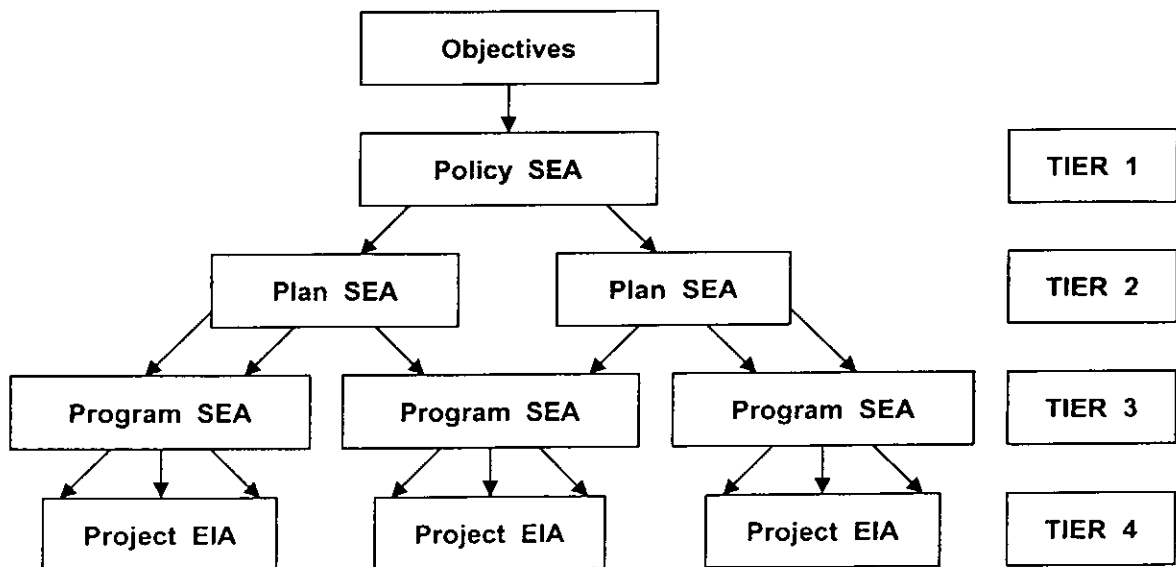 Objectives
Policy SEA
TIER 1
Plan SEA
Plan SEA
TIER 2
Program SEA
Program SEA
Program SEA
TIER 3
Project EIA
Project EIA
Project EIA
TIER 4